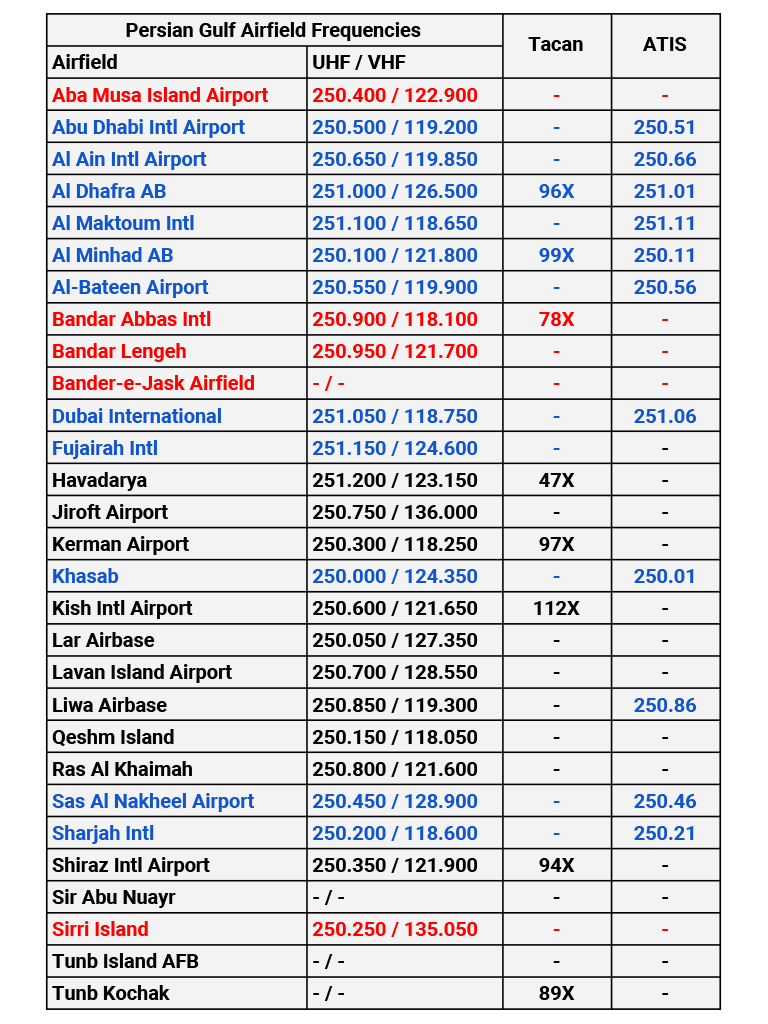 Persian Gulf Airfield Frequencies Tacan ATIS
Airfield UHF / VHF
Aba Musa Island Airport 250.400 / 122.900 - -
Abu Dhabi Intl Airport 250.500 / 119.200 - 250.51
Al Ain Intl Airport 250.650 / 119.850 - 250.66
Al Dhafra AB 251.000 / 126.500 96X 251.01
Al Maktoum Intl 251.100 / 118.650 - 251.11
Al Minhad AB 250.100 / 121.800 99X 250.11
Al-Bateen Airport 250.550 / 119.900 - 250.56
Bandar Abbas Intl 250.900 / 118.100 78X -
Bandar Lengeh 250.950 / 121.700 - -
Bander-e-Jask Airfield - / - - -
Dubai International 251.050 / 118.750 - 251.06
Fujairah Intl 251.150 / 124.600 - -
Havadarya 251.200 / 123.150 47X -
Jiroft Airport 250.750 / 136.000 - -
Kerman Airport 250.300 / 118.250 97X -
Khasab 250.000 / 124.350 - 250.01
Kish Intl Airport 250.600 / 121.650 112X -
Lar Airbase 250.050 / 127.350 - -
Lavan Island Airport 250.700 / 128.550 - -
Liwa Airbase 250.850 / 119.300 - 250.86
Qeshm Island 250.150 / 118.050 - -
Ras Al Khaimah 250.800 / 121.600 - -
Sas Al Nakheel Airport 250.450 / 128.900 - 250.46
Sharjah Intl 250.200 / 118.600 - 250.21
Shiraz Intl Airport 250.350 / 121.900 94X -
Sir Abu Nuayr - / - - -
Sirri Island 250.250 / 135.050 - -
Tunb Island AFB - / - - -
Tunb Kochak - / - 89X -